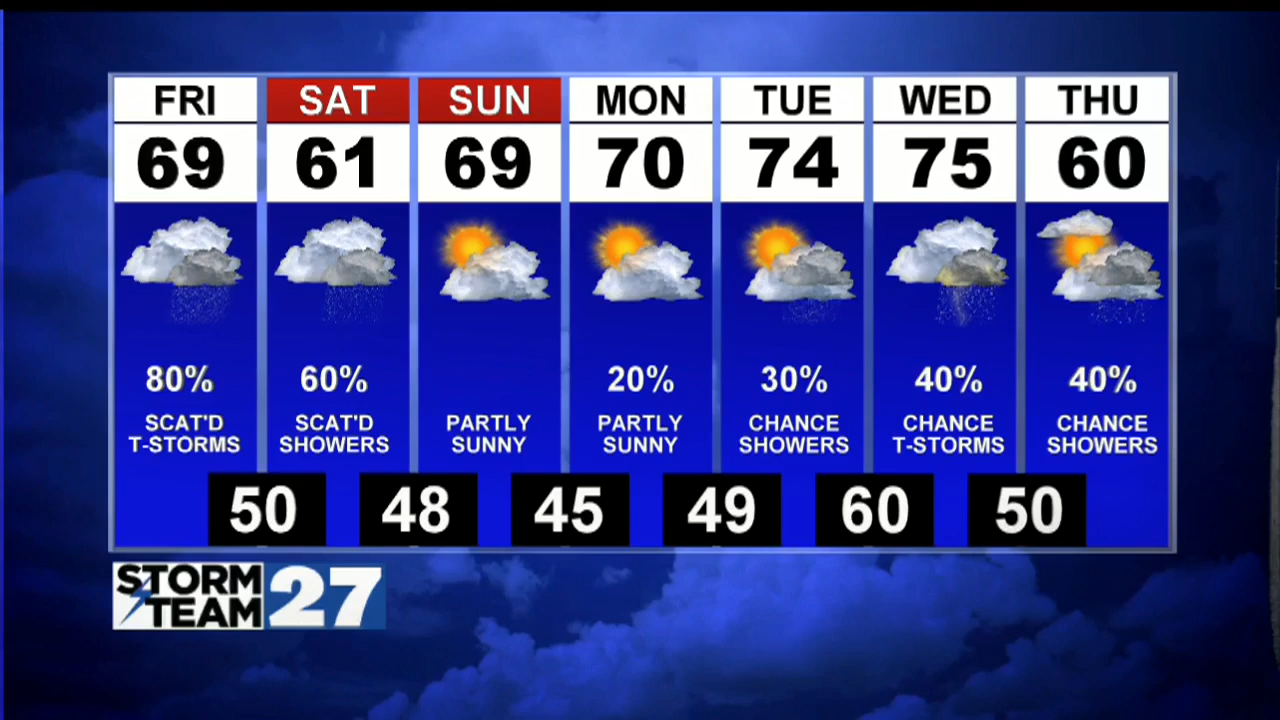 FRI SAT SUN MON TUE WED THU
69 61 69 70 74 75 60
80% 60% 20% 30% 40% 40%
SCAT'D SCAT'D PARTLY PARTLY CHANCE CHANCE CHANCE
T-STORMS SHOWERS SUNNY SUNNY SHOWERS T-STORMS SHOWERS
50 48 45 49 60 50
STORM
TEAM 27